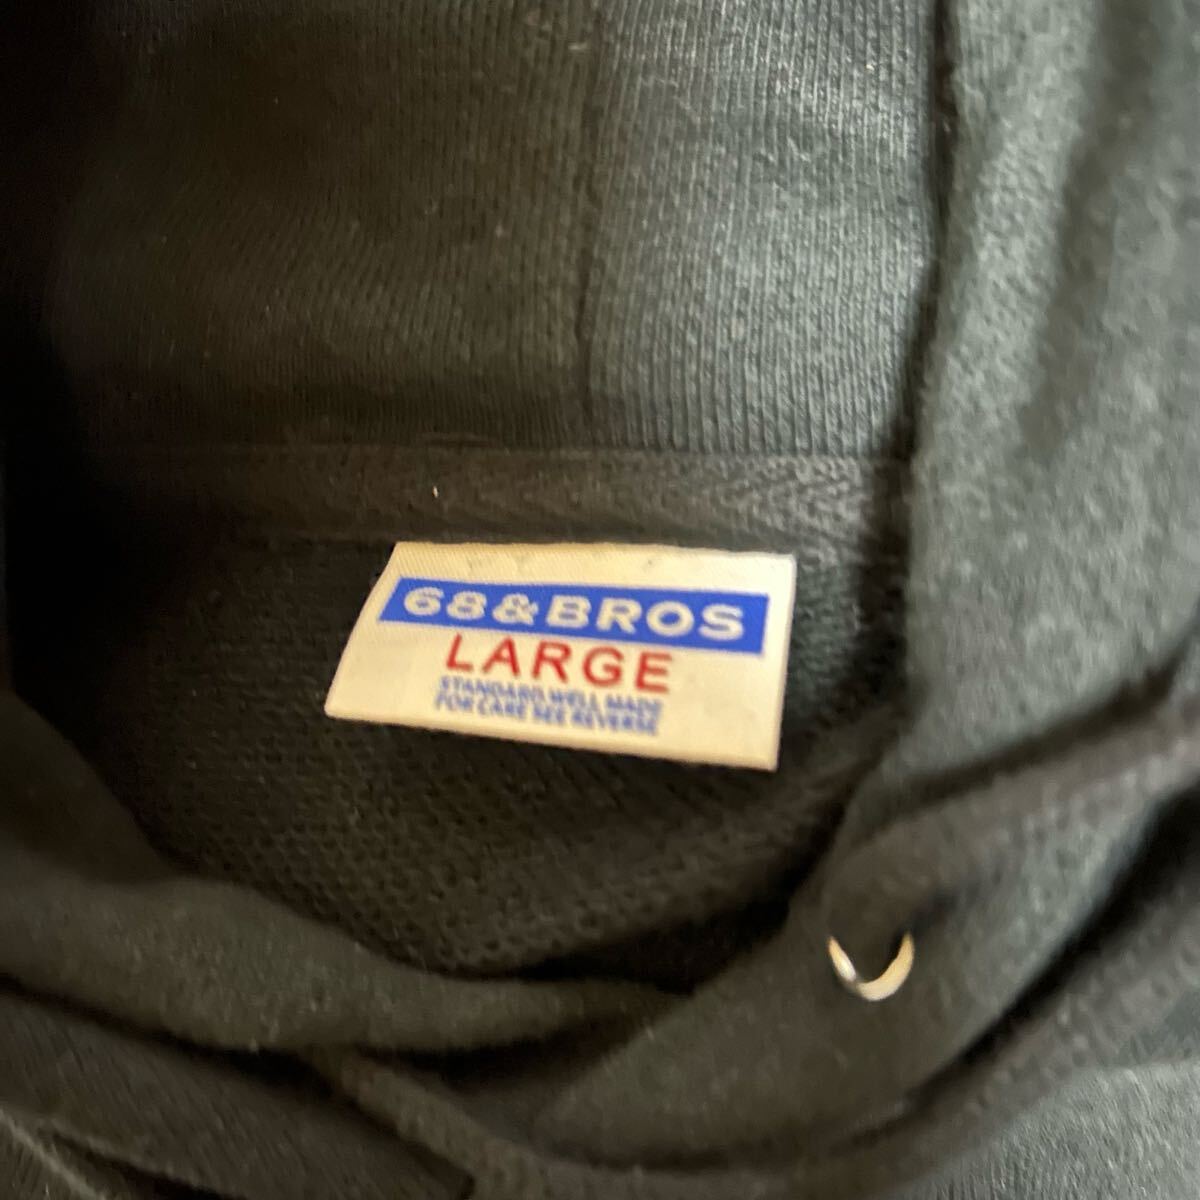 68&BROS
LARGE
STANDARD, WELL MADE
FOR CARE SEE REVERSE